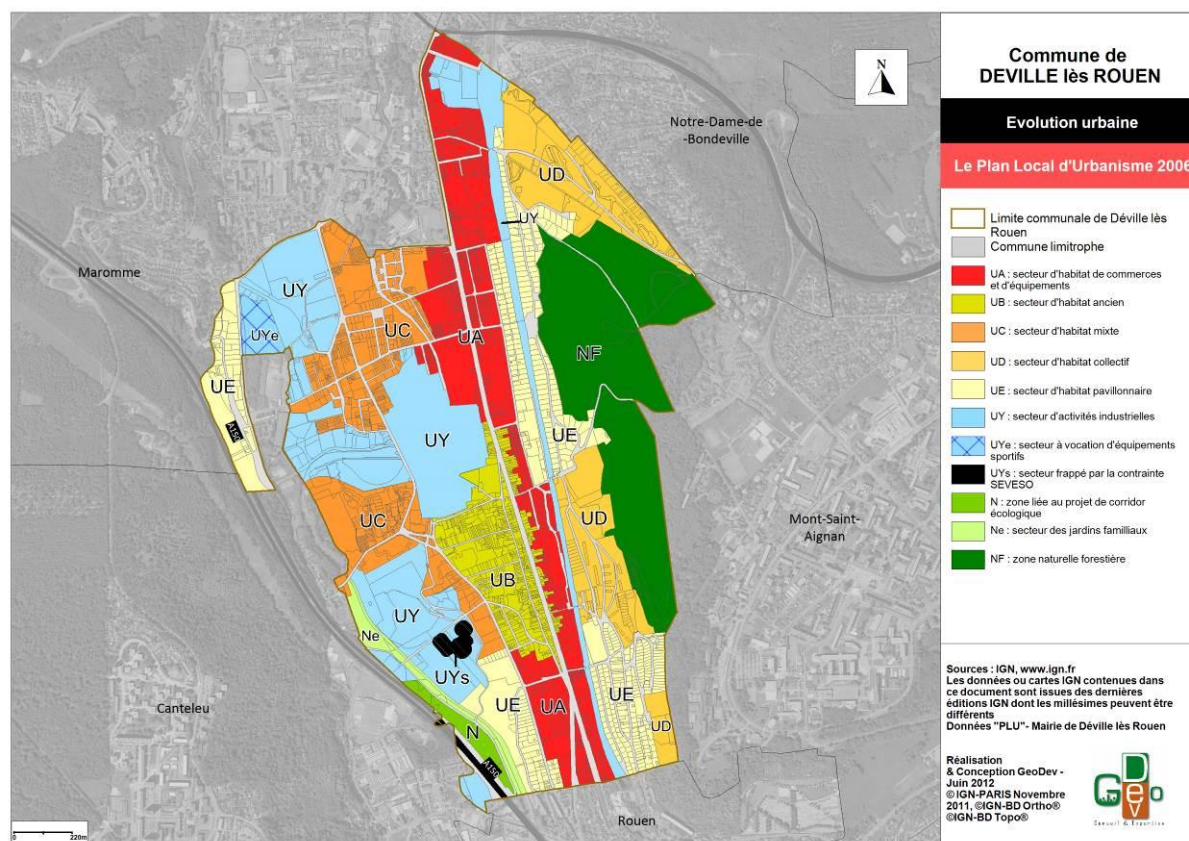 Commune de
DEVILLE lès ROUEN
Evolution urbaine
Le Plan Local d'Urbanisme 2006
Limite communale de Déville lès
Rouen
Commune limitrophe
UA : secteur d'habitat de commerces
et d'équipements
UB : secteur d'habitat ancien
UC : secteur d'habitat mixte
UD : secteur d'habitat collectif
UE : secteur d'habitat pavillonnaire
UY : secteur d'activités industrielles
UYe : secteur à vocation d'équipements
sportifs
UYs : secteur frappé par la contrainte
SEVESO
N : zone liée au projet de corridor
écologique
Ne : secteur des jardins familliaux
NF : zone naturelle forestière
Sources : IGN, www.ign.fr
Les données ou cartes IGN contenues dans
ce document sont issues des dernières
éditions IGN dont les millésimes peuvent être
différents
Données "PLU"- Mairie de Déville lès Rouen
Réalisation
& Conception GeoDev -
Juin 2012
© IGN-PARIS Novembre
2011, ©IGN-BD Ortho®
©IGN-BD Topo®
GeoDev
Conseil & Expertise
N
Notre-Dame-de
-Bondeville
Maromme
Mont-Saint-
Aignan
Canteleu
Rouen
UD
UY
UY
UYe
UC
UA
NF
UE
A150
UY
UE
UC
UD
UB
UY
Ne
UYs
UE
UA
UE
UD
N
A150
0 220m